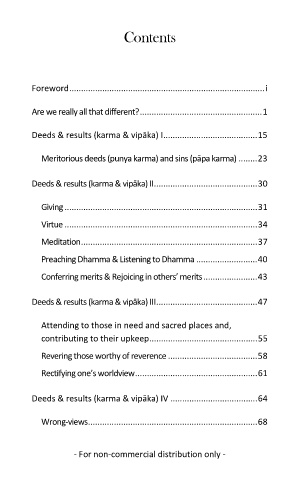 Contents
Foreword.....................................................................................i
Are we really all that different?....................................................1
Deeds & results (karma & vipāka) I........................................15
Meritorious deeds (punya karma) and sins (pāpa karma) ........23
Deeds & results (karma & vipāka) II............................................30
Giving ...........................................................................31
Virtue ...........................................................................34
Meditation.....................................................................37
Preaching Dhamma & Listening to Dhamma ..........................40
Conferring merits & Rejoicing in others' merits.......................43
Deeds & results (karma & vipāka) III...........................................47
Attending to those in need and sacred places and,
contributing to their upkeep..............................................55
Revering those worthy of reverence ......................................58
Rectifying one's worldview....................................................61
Deeds & results (karma & vipāka) IV .....................................64
Wrong-views....................................................................68
- For non-commercial distribution only -